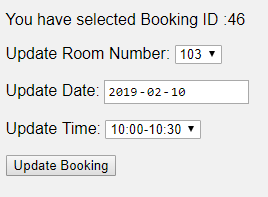 You have selected Booking ID :46
Update Room Number: 103
Update Date: 2019-02-10
Update Time: 10:00-10:30
Update Booking